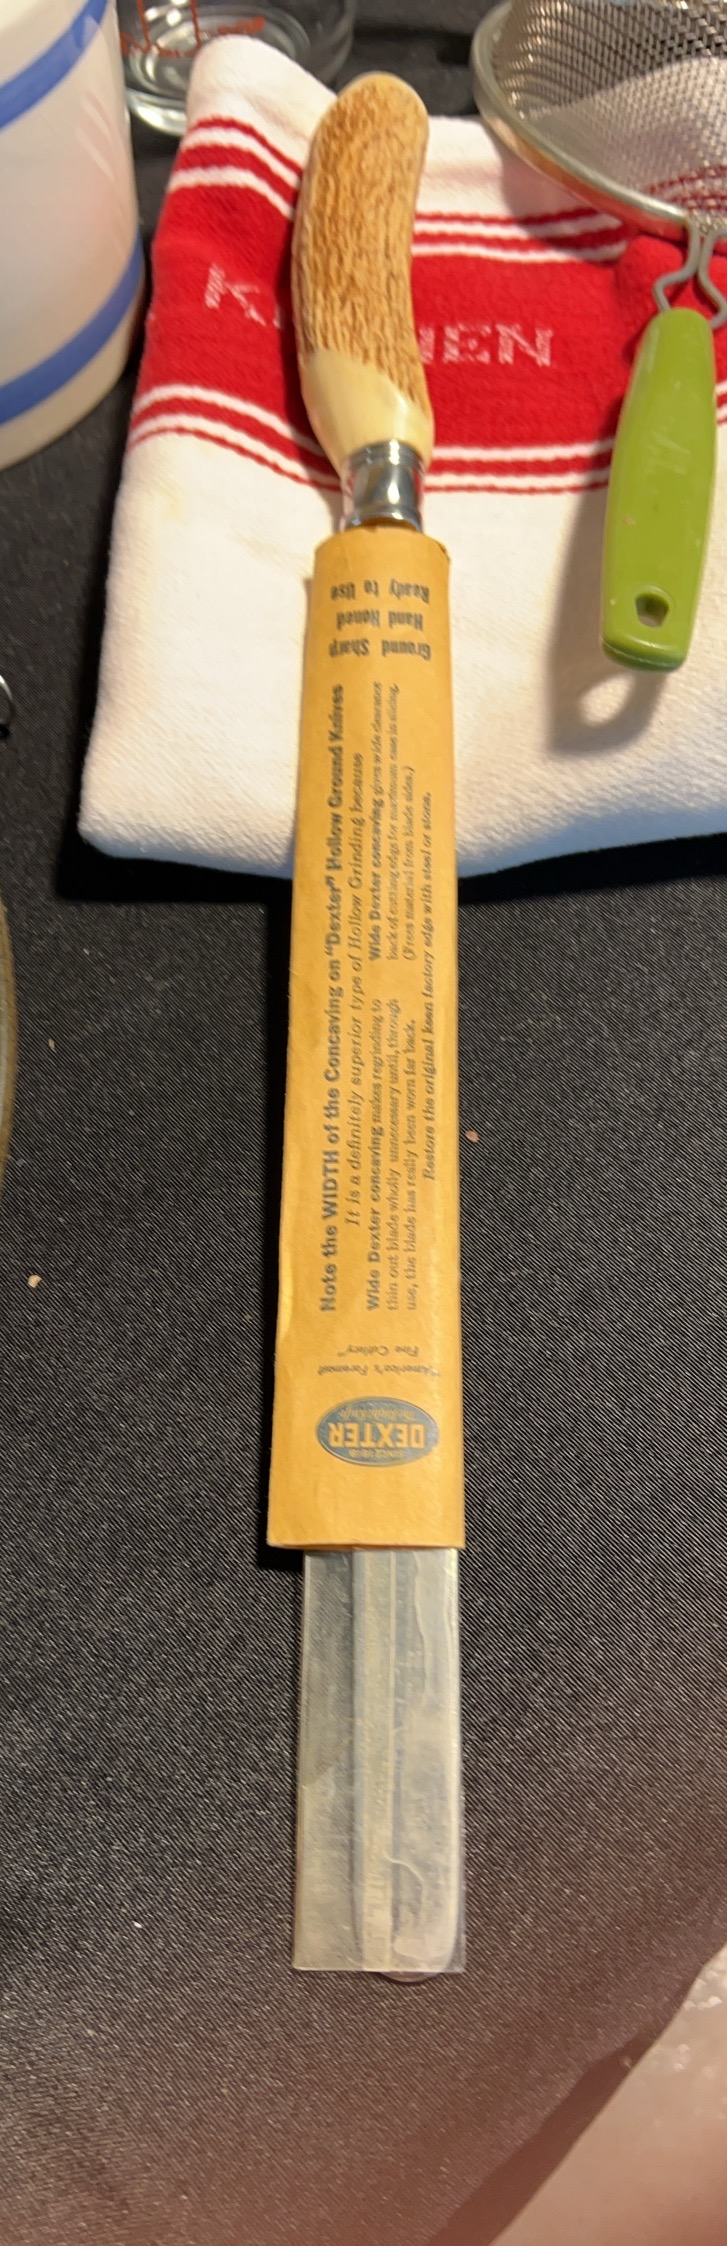 KITCHEN
Ground Sharp
Hand Honed
Ready to Use
Note the WIDTH of the Concaving on "Dexter" Hollow Ground Knives
It is a definitely superior type of Hollow Grinding because
Wide Dexter concaving makes regrinding to
thin out blade wholly unnecessary until, through
use, the blade has really been worn far back.
Wide Dexter concaving gives wide clearance
back of cutting edge for maximum ease in slicing.
(Frees material from blade sides.)
Restore the original keen factory edge with steel or stone.
"America's Foremost
Fine Cutlery"
SINCE 1818
DEXTER